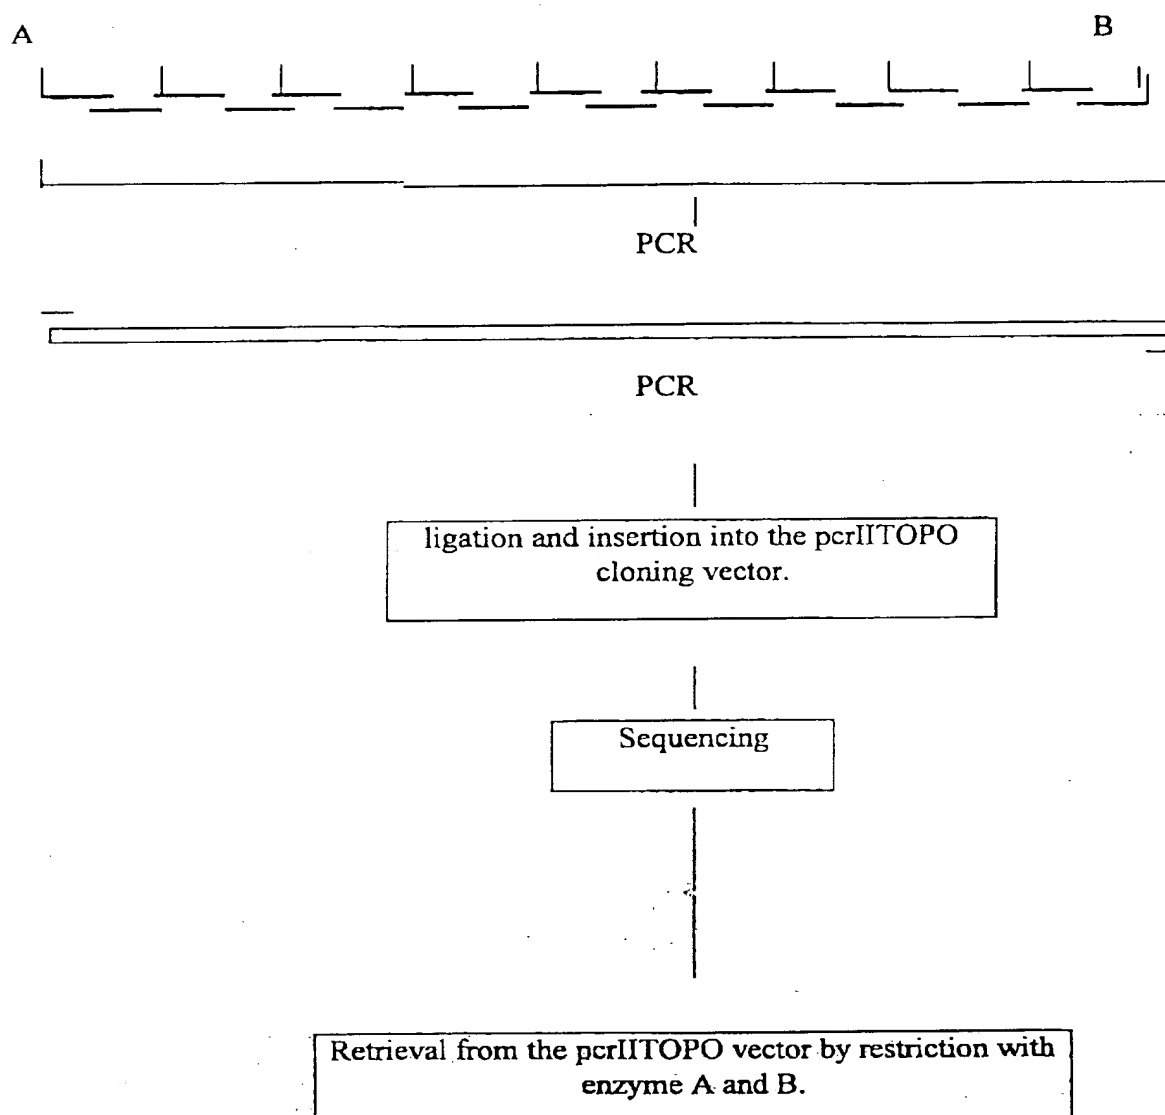 A B
PCR
PCR
ligation and insertion into the pcrIITOPO
cloning vector.
Sequencing
Retrieval from the pcrIITOPO vector by restriction with
enzyme A and B.